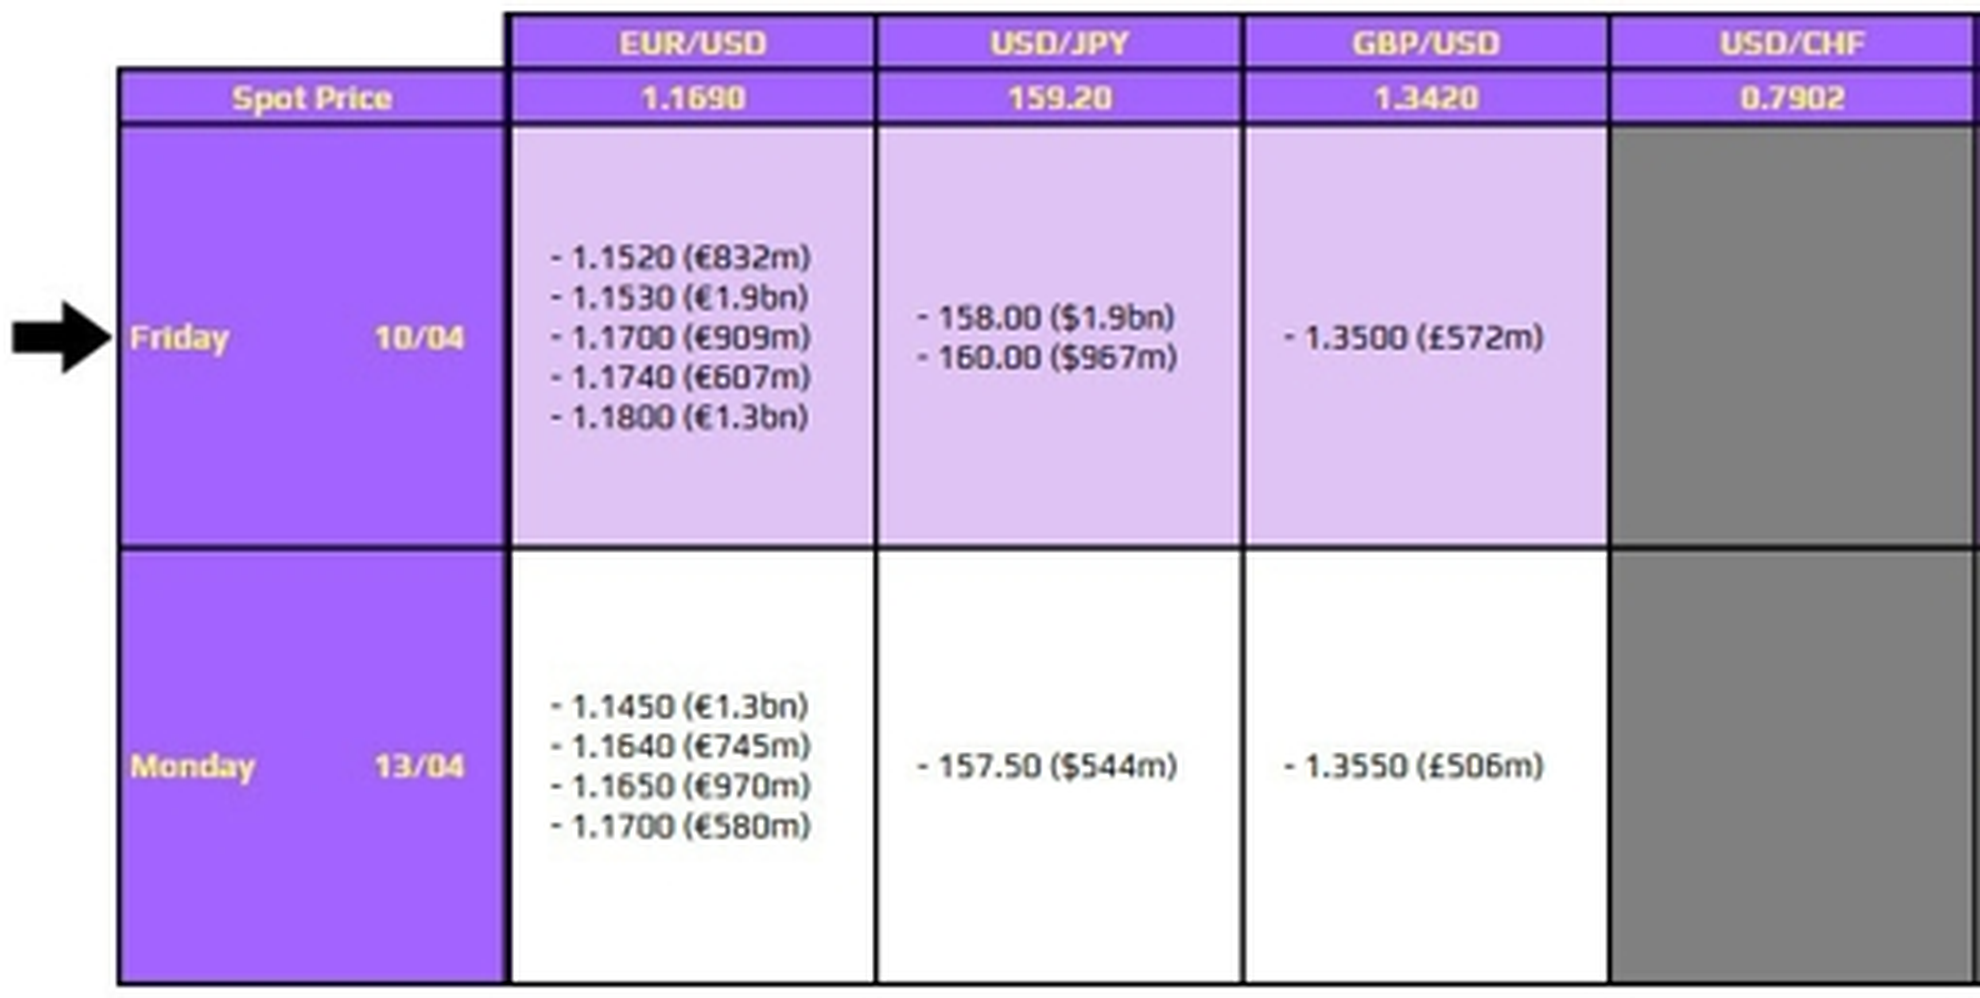 EUR/USD USD/JPY GBP/USD USD/CHF
Spot Price 1.1690 159.20 1.3420 0.7902
Friday 10/04
- 1.1520 (€832m)
- 1.1530 (€1.9bn)
- 1.1700 (€909m)
- 1.1740 (€607m)
- 1.1800 (€1.3bn)
- 158.00 ($1.9bn)
- 160.00 ($967m)
- 1.3500 (£572m)
Monday 13/04
- 1.1450 (€1.3bn)
- 1.1640 (€745m)
- 1.1650 (€970m)
- 1.1700 (€580m)
- 157.50 ($544m)
- 1.3550 (£506m)